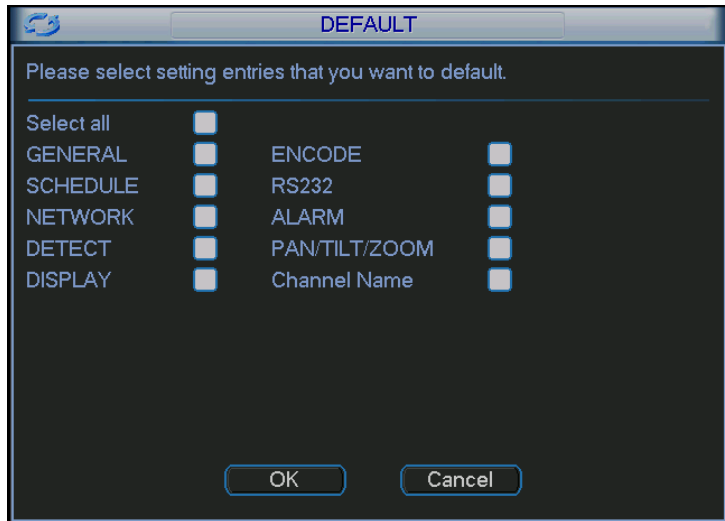 DEFAULT
Please select setting entries that you want to default.
Select all
GENERAL ENCODE
SCHEDULE RS232
NETWORK ALARM
DETECT PAN/TILT/ZOOM
DISPLAY Channel Name
OK Cancel